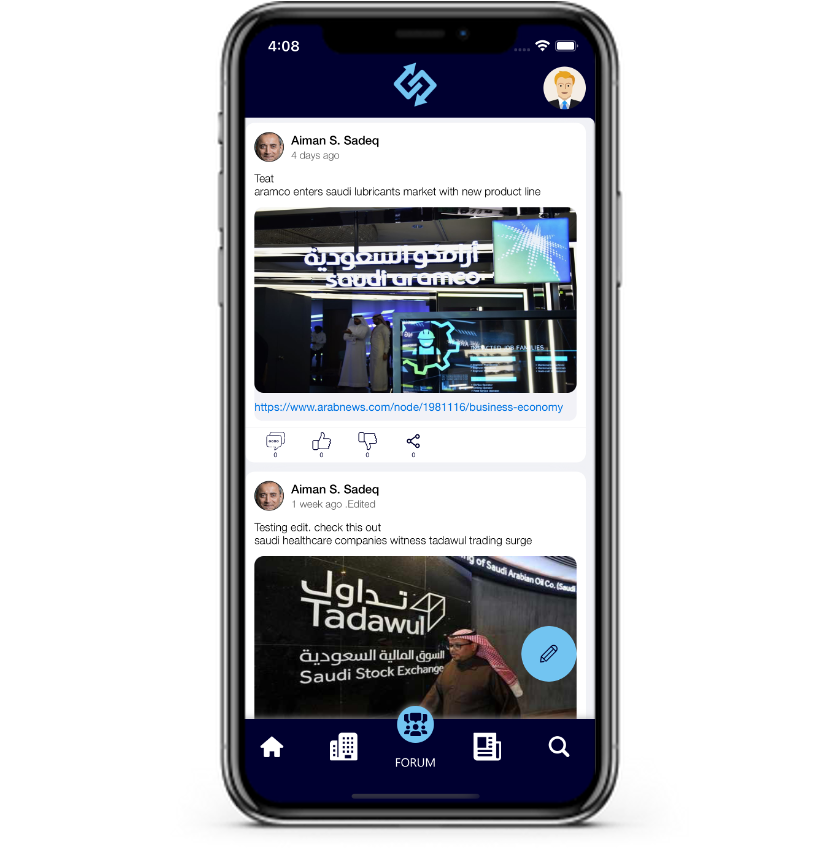 4:08
Aiman S. Sadeq
4 days ago
Teat
aramco enters saudi lubricants market with new product line
أرامكو السعودية
saudi aramco
JOB FAMILIES
https://www.arabnews.com/node/1981116/business-economy
0
0
0
0
Aiman S. Sadeq
1 week ago .Edited
Testing edit. check this out
saudi healthcare companies witness tadawul trading surge
of Saudi Arabian Oil Co. (Saudi
تداول
Tadawul
السوق المالية السعودية
Saudi Stock Exchange
FORUM